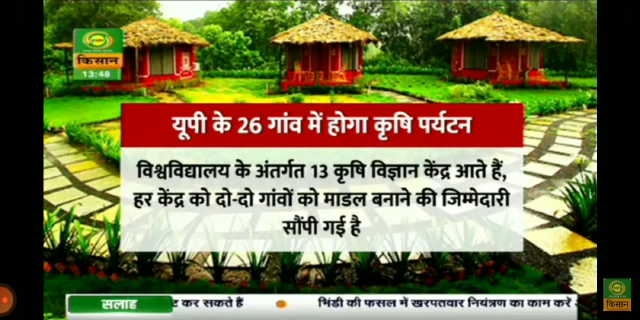 किसान
13:48
यूपी के 26 गांव में होगा कृषि पर्यटन
विश्वविद्यालय के अंतर्गत 13 कृषि विज्ञान केंद्र आते हैं,
हर केंद्र को दो-दो गांवों को माडल बनाने की जिम्मेदारी
सौंपी गई है
किसान
सलाह
कर सकते हैं
भिंडी की फसल में खरपतवार नियंत्रण का काम करें